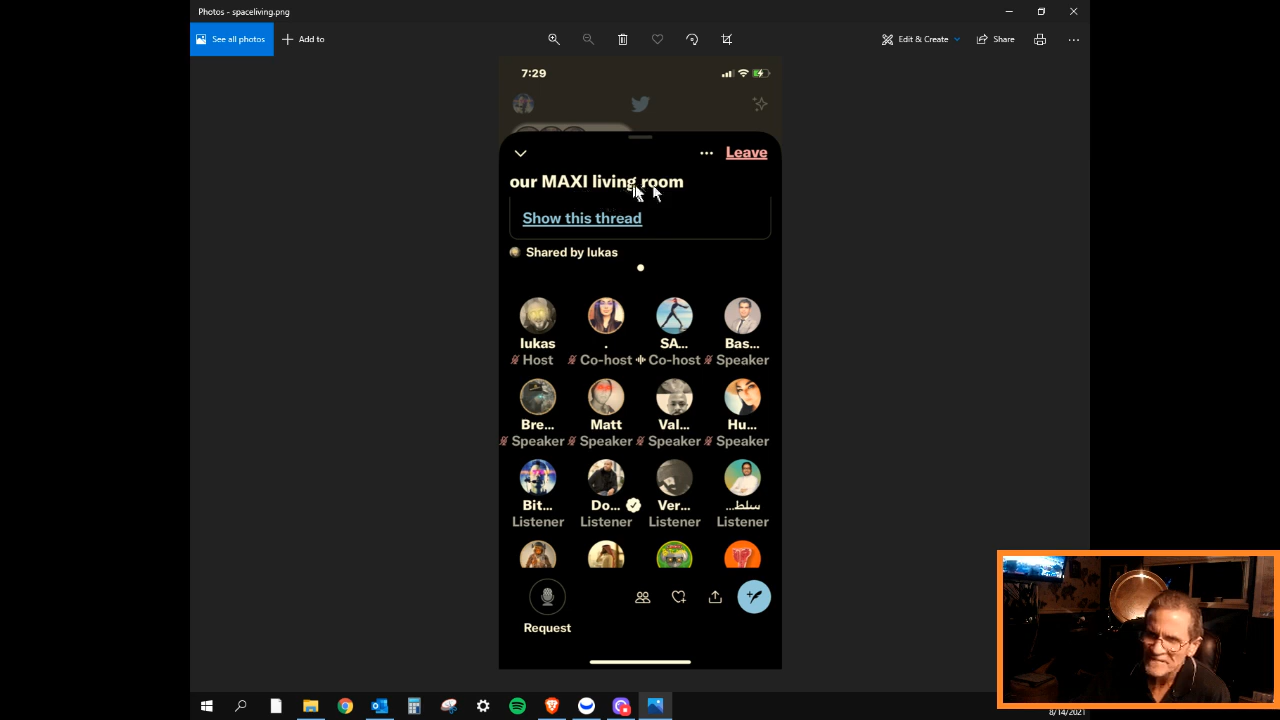 Photos - spaceliving.png
See all photos
Add to
Edit & Create
Share
7:29
Leave
our MAXI living room
Show this thread
Shared by lukas
lukas . SA... Bas...
Host Co-host Co-host Speaker
Bre... Matt Val... Hu...
Speaker Speaker Speaker Speaker
Bit... Do... Ver... سلط...
Listener Listener Listener Listener
Request
8/14/2021